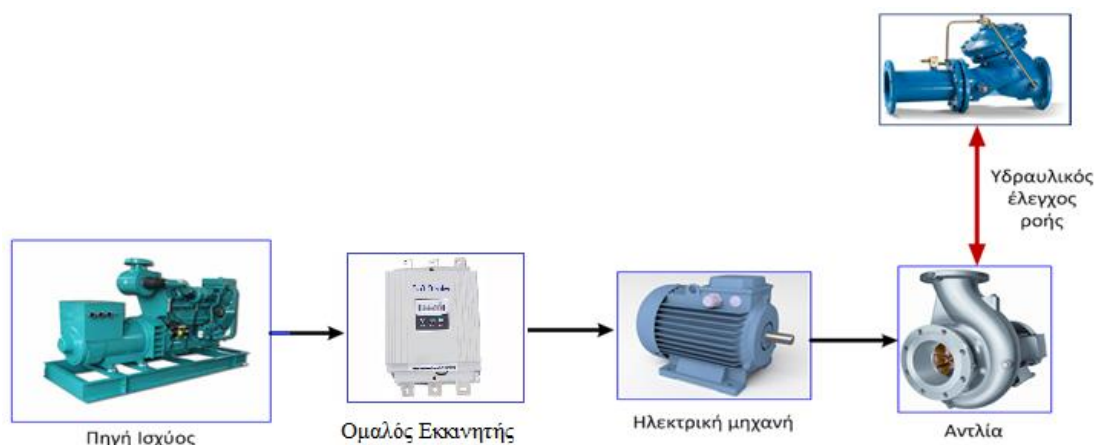 Υδραυλικός
έλεγχος
ροής
Πηγή Ισχύος
Ομαλός Εκκινητής
Ηλεκτρική μηχανή
Αντλία